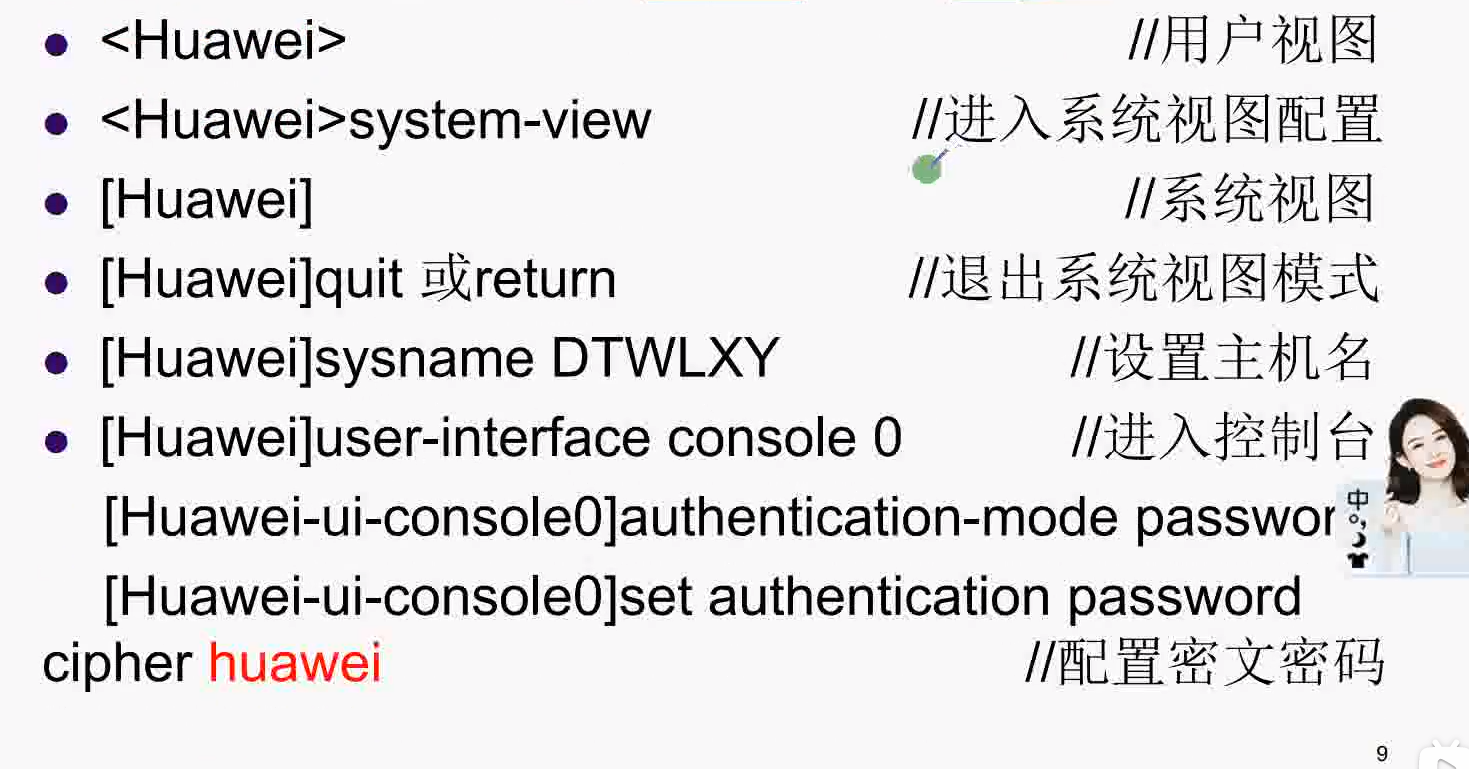 <Huawei> //用户视图
<Huawei>system-view //进入系统视图配置
[Huawei] //系统视图
[Huawei]quit 或return //退出系统视图模式
[Huawei]sysname DTWLXY //设置主机名
[Huawei]user-interface console 0 //进入控制台
[Huawei-ui-console0]authentication-mode
中
[Huawei-ui-console0]set authentication password
cipher huawei //配置密文密码
9